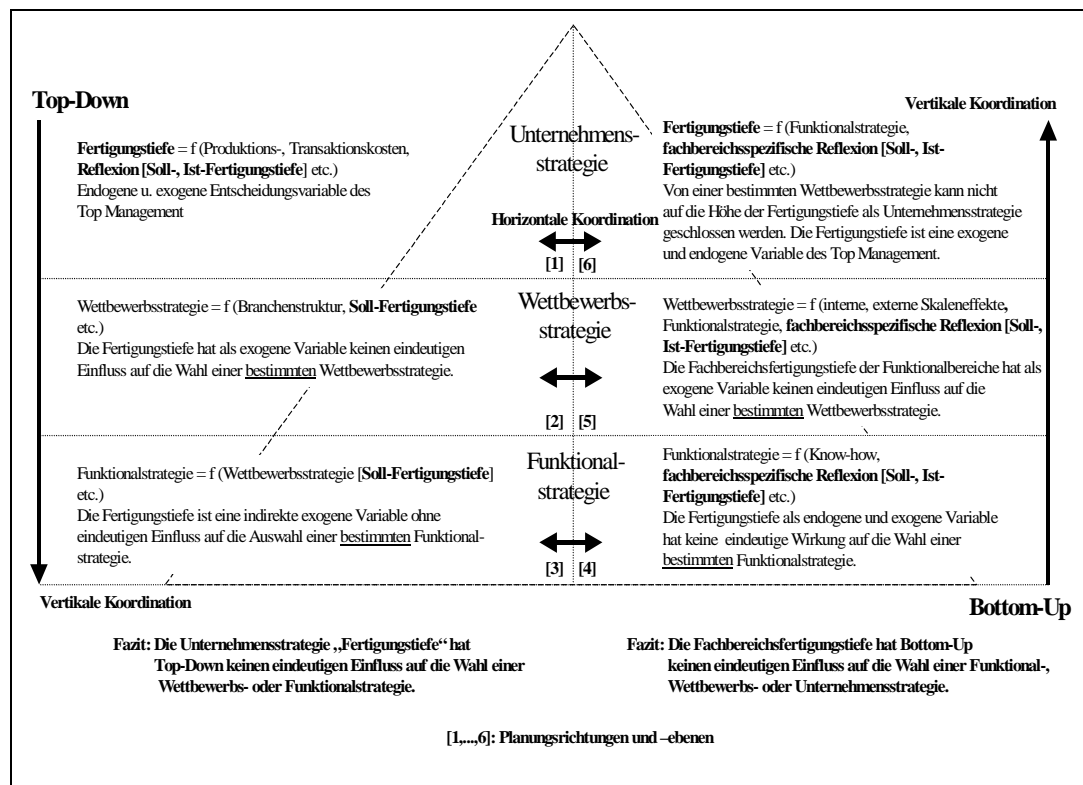 Top-Down
Vertikale Koordination
Fertigungstiefe = f (Produktions-, Transaktionskosten,
Reflexion [Soll-, Ist-Fertigungstiefe] etc.)
Endogene u. exogene Entscheidungsvariable des
Top Management
Unternehmens-
strategie
Horizontale Koordination
[1] [6]
Fertigungstiefe = f (Funktionalstrategie,
fachbereichsspezifische Reflexion [Soll-, Ist-
Fertigungstiefe] etc.)
Von einer bestimmten Wettbewerbsstrategie kann nicht
auf die Höhe der Fertigungstiefe als Unternehmensstrategie
geschlossen werden. Die Fertigungstiefe ist eine exogene
und endogene Variable des Top Management.
Wettbewerbsstrategie = f (Branchenstruktur, Soll-Fertigungstiefe
etc.)
Die Fertigungstiefe hat als exogene Variable keinen eindeutigen
Einfluss auf die Wahl einer bestimmten Wettbewerbsstrategie.
Wettbewerbs-
strategie
[2] [5]
Wettbewerbsstrategie = f (interne, externe Skaleneffekte,
Funktionalstrategie, fachbereichsspezifische Reflexion [Soll-,
Ist-Fertigungstiefe] etc.)
Die Fachbereichsfertigungstiefe der Funktionalbereiche hat als
exogene Variable keinen eindeutigen Einfluss auf die
Wahl einer bestimmten Wettbewerbsstrategie.
Funktionalstrategie = f (Wettbewerbsstrategie [Soll-Fertigungstiefe]
etc.)
Die Fertigungstiefe ist eine indirekte exogene Variable ohne
eindeutigen Einfluss auf die Auswahl einer bestimmten Funktional-
strategie.
Funktional-
strategie
[3] [4]
Funktionalstrategie = f (Know-how,
fachbereichsspezifische Reflexion [Soll-, Ist-
Fertigungstiefe] etc.)
Die Fertigungstiefe als endogene und exogene Variable
hat keine eindeutige Wirkung auf die Wahl einer
bestimmten Funktionalstrategie.
Vertikale Koordination
Bottom-Up
Fazit: Die Unternehmensstrategie „Fertigungstiefe“ hat
Top-Down keinen eindeutigen Einfluss auf die Wahl einer
Wettbewerbs- oder Funktionalstrategie.
Fazit: Die Fachbereichsfertigungstiefe hat Bottom-Up
keinen eindeutigen Einfluss auf die Wahl einer Funktional-,
Wettbewerbs- oder Unternehmensstrategie.
[1,...,6]: Planungsrichtungen und –ebenen